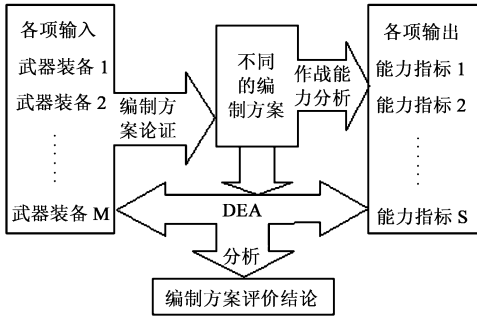 各项输入
武器装备 1
武器装备 2
······
武器装备 M
编制方
案论证
不同
的编
制方案
作战能
力分析
各项输出
能力指标 1
能力指标 2
······
能力指标 S
DEA
分析
编制方案评价结论